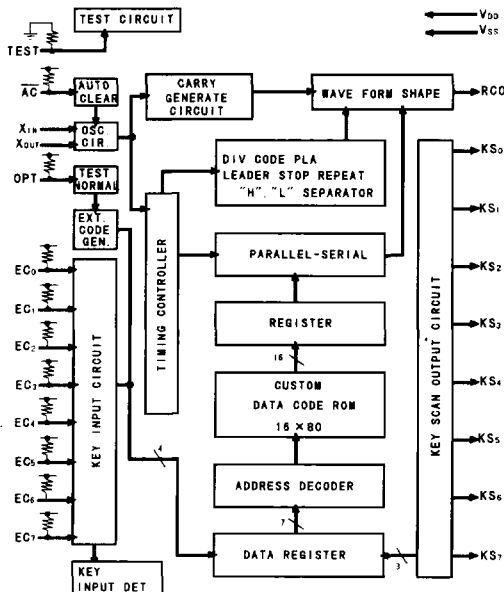 TEST CIRCUIT
VDD
VSS
TEST
AC
AUTO
CLEAR
CARRY
GENERATE
CIRCUIT
WAVE FORM SHAPE
RCO
XIN
XOUT
OSC.
CIR.
KS0
OPT
TEST
NORMAL
DIV CODE PLA
LEADER STOP REPEAT
"H", "L" SEPARATOR
KS1
EXT.
CODE
GEN.
TIMING CONTROLLER
PARALLEL-SERIAL
KS2
EC0
EC1
REGISTER
KS3
EC2
16
KEY INPUT CIRCUIT
EC3
CUSTOM
DATA CODE ROM
16×80
KEY SCAN OUTPUT CIRCUIT
KS4
EC4
KS5
EC5
4
ADDRESS DECODER
EC6
KS6
7
EC7
DATA REGISTER
3
KS7
KEY
INPUT DET